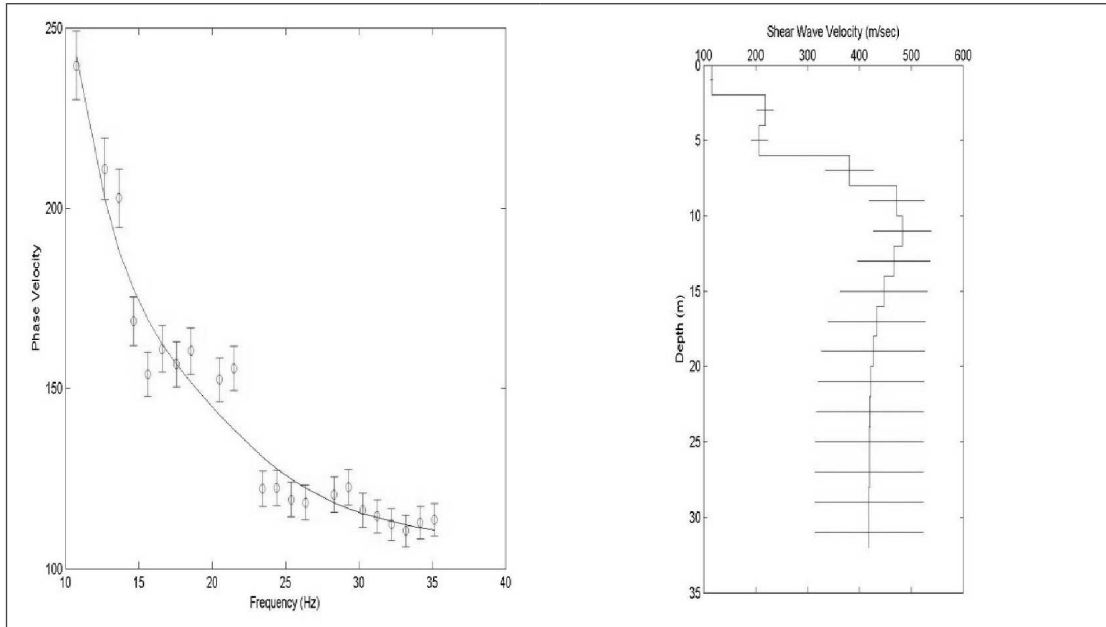 250
200
150
100
Phase Velocity
10 15 20 25 30 35 40
Frequency (Hz)
Shear Wave Velocity (m/sec)
100 200 300 400 500 600
0
5
10
15
20
25
30
35
Depth (m)